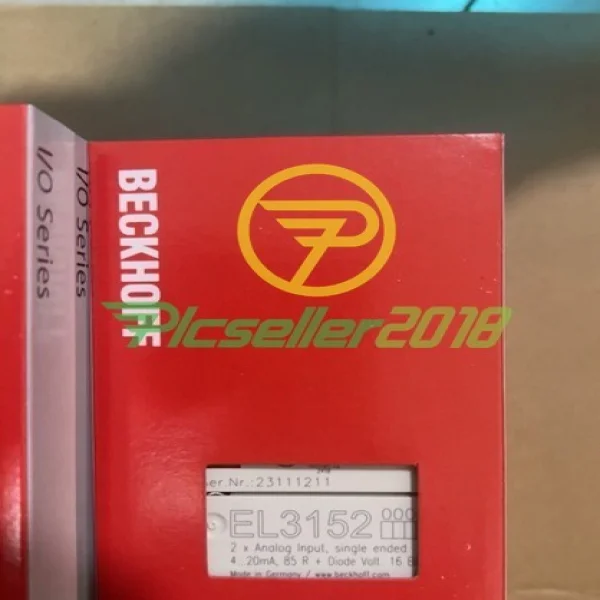 I/O Series
I/O Series
BECKHOFF
Plcseller2018
er.Nr.:23111211
EL3152 000
2 x Analog Input, single ended
4...20mA, 85 R + Diode Volt. 16 B
Made in Germany / www.beckhoff.com